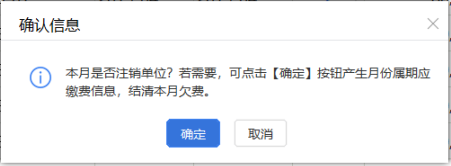 确认信息
本月是否注销单位？若需要，可点击【确定】按钮产生月份属期应
缴费信息，结清本月欠费。
确定
取消